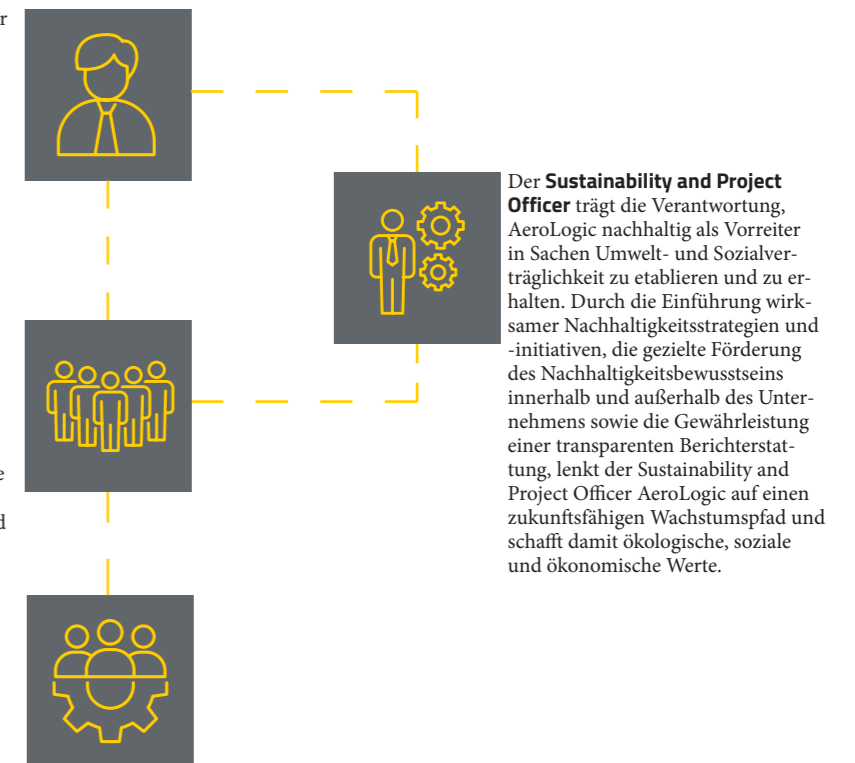 r
Der Sustainability and Project
Officer trägt die Verantwortung,
AeroLogic nachhaltig als Vorreiter
in Sachen Umwelt- und Sozialver-
träglichkeit zu etablieren und zu er-
halten. Durch die Einführung wirk-
samer Nachhaltigkeitsstrategien und
-initiativen, die gezielte Förderung
des Nachhaltigkeitsbewusstseins
innerhalb und außerhalb des Unter-
nehmens sowie die Gewährleistung
einer transparenten Berichterstat-
tung, lenkt der Sustainability and
Project Officer AeroLogic auf einen
zukunftsfähigen Wachstumspfad und
schafft damit ökologische, soziale
und ökonomische Werte.
e
d